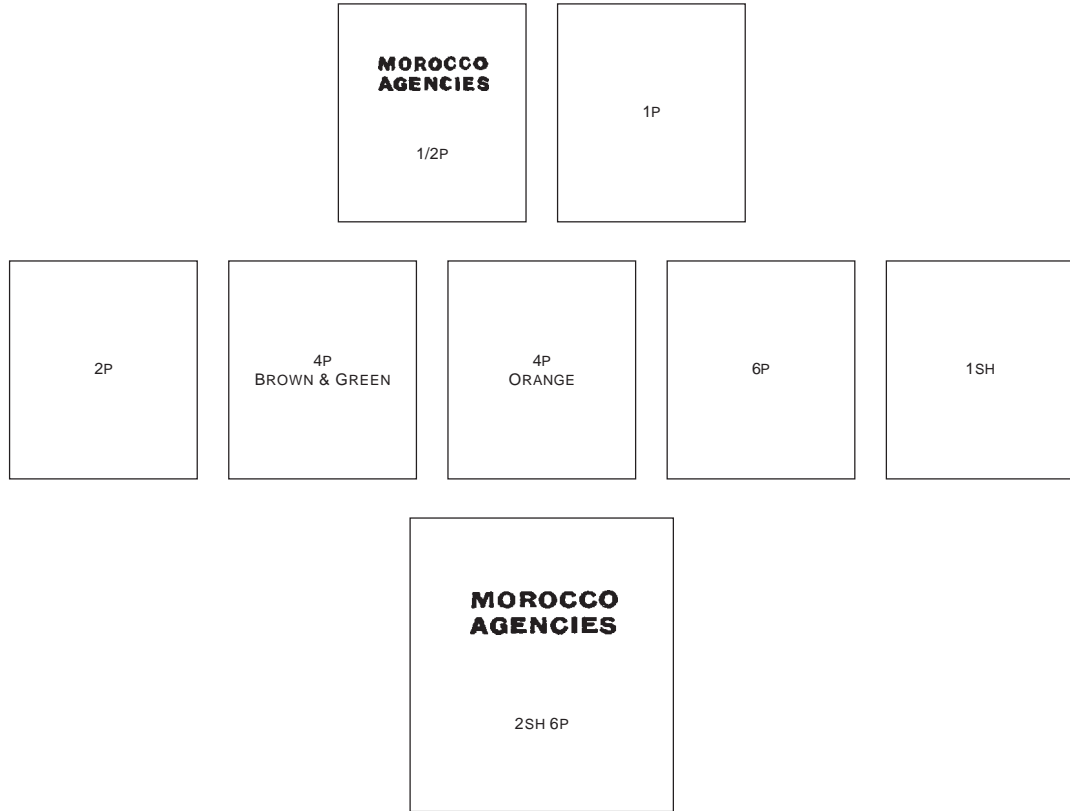 MOROCCO
AGENCIES
1/2P
1P
2P
4P
BROWN & GREEN
4P
ORANGE
6P
1SH
MOROCCO
AGENCIES
2SH 6P